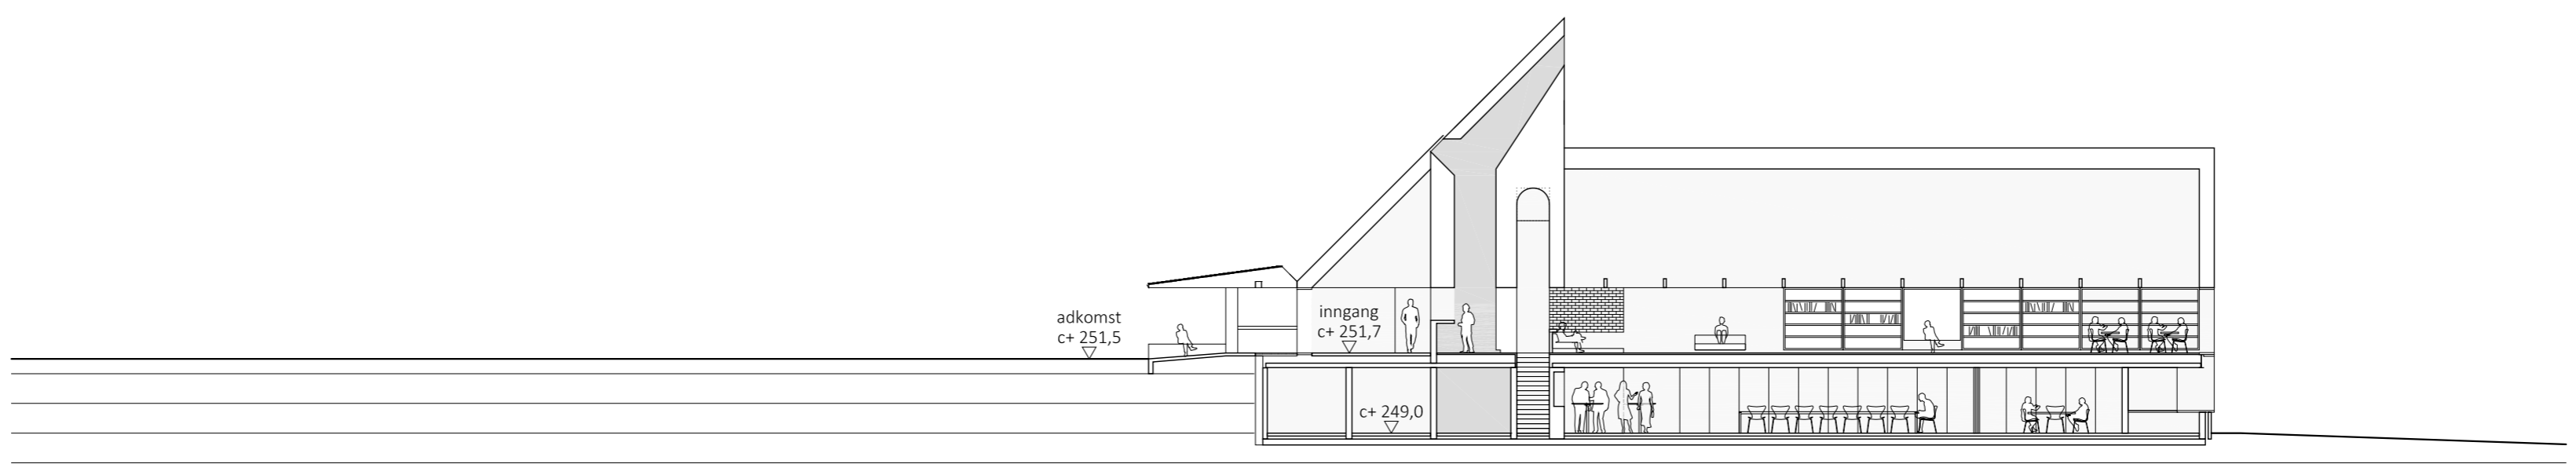 adkomst
c+ 251,5
inngang
c+ 251,7
c+ 249,0